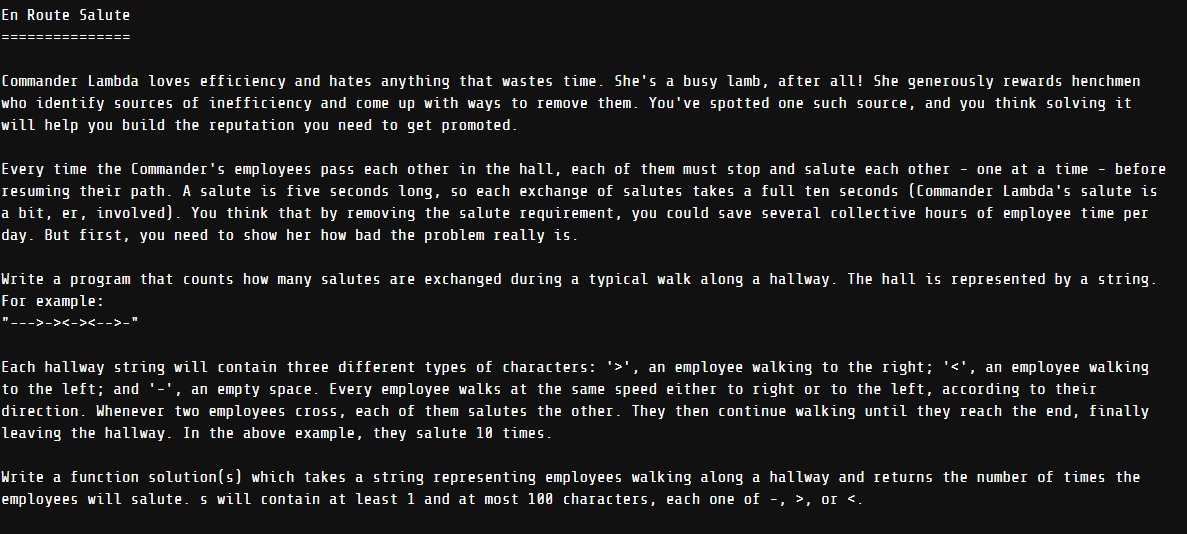 En Route Salute
===============
Commander Lambda loves efficiency and hates anything that wastes time. She's a busy lamb, after all! She generously rewards henchmen
who identify sources of inefficiency and come up with ways to remove them. You've spotted one such source, and you think solving it
will help you build the reputation you need to get promoted.
Every time the Commander's employees pass each other in the hall, each of them must stop and salute each other - one at a time - before
resuming their path. A salute is five seconds long, so each exchange of salutes takes a full ten seconds (Commander Lambda's salute is
a bit, er, involved). You think that by removing the salute requirement, you could save several collective hours of employee time per
day. But first, you need to show her how bad the problem really is.
Write a program that counts how many salutes are exchanged during a typical walk along a hallway. The hall is represented by a string.
For example:
"--->-><-><-->-"
Each hallway string will contain three different types of characters: '>', an employee walking to the right; '<', an employee walking
to the left; and '-', an empty space. Every employee walks at the same speed either to right or to the left, according to their
direction. Whenever two employees cross, each of them salutes the other. They then continue walking until they reach the end, finally
leaving the hallway. In the above example, they salute 10 times.
Write a function solution(s) which takes a string representing employees walking along a hallway and returns the number of times the
employees will salute. s will contain at least 1 and at most 100 characters, each one of -, >, or <.